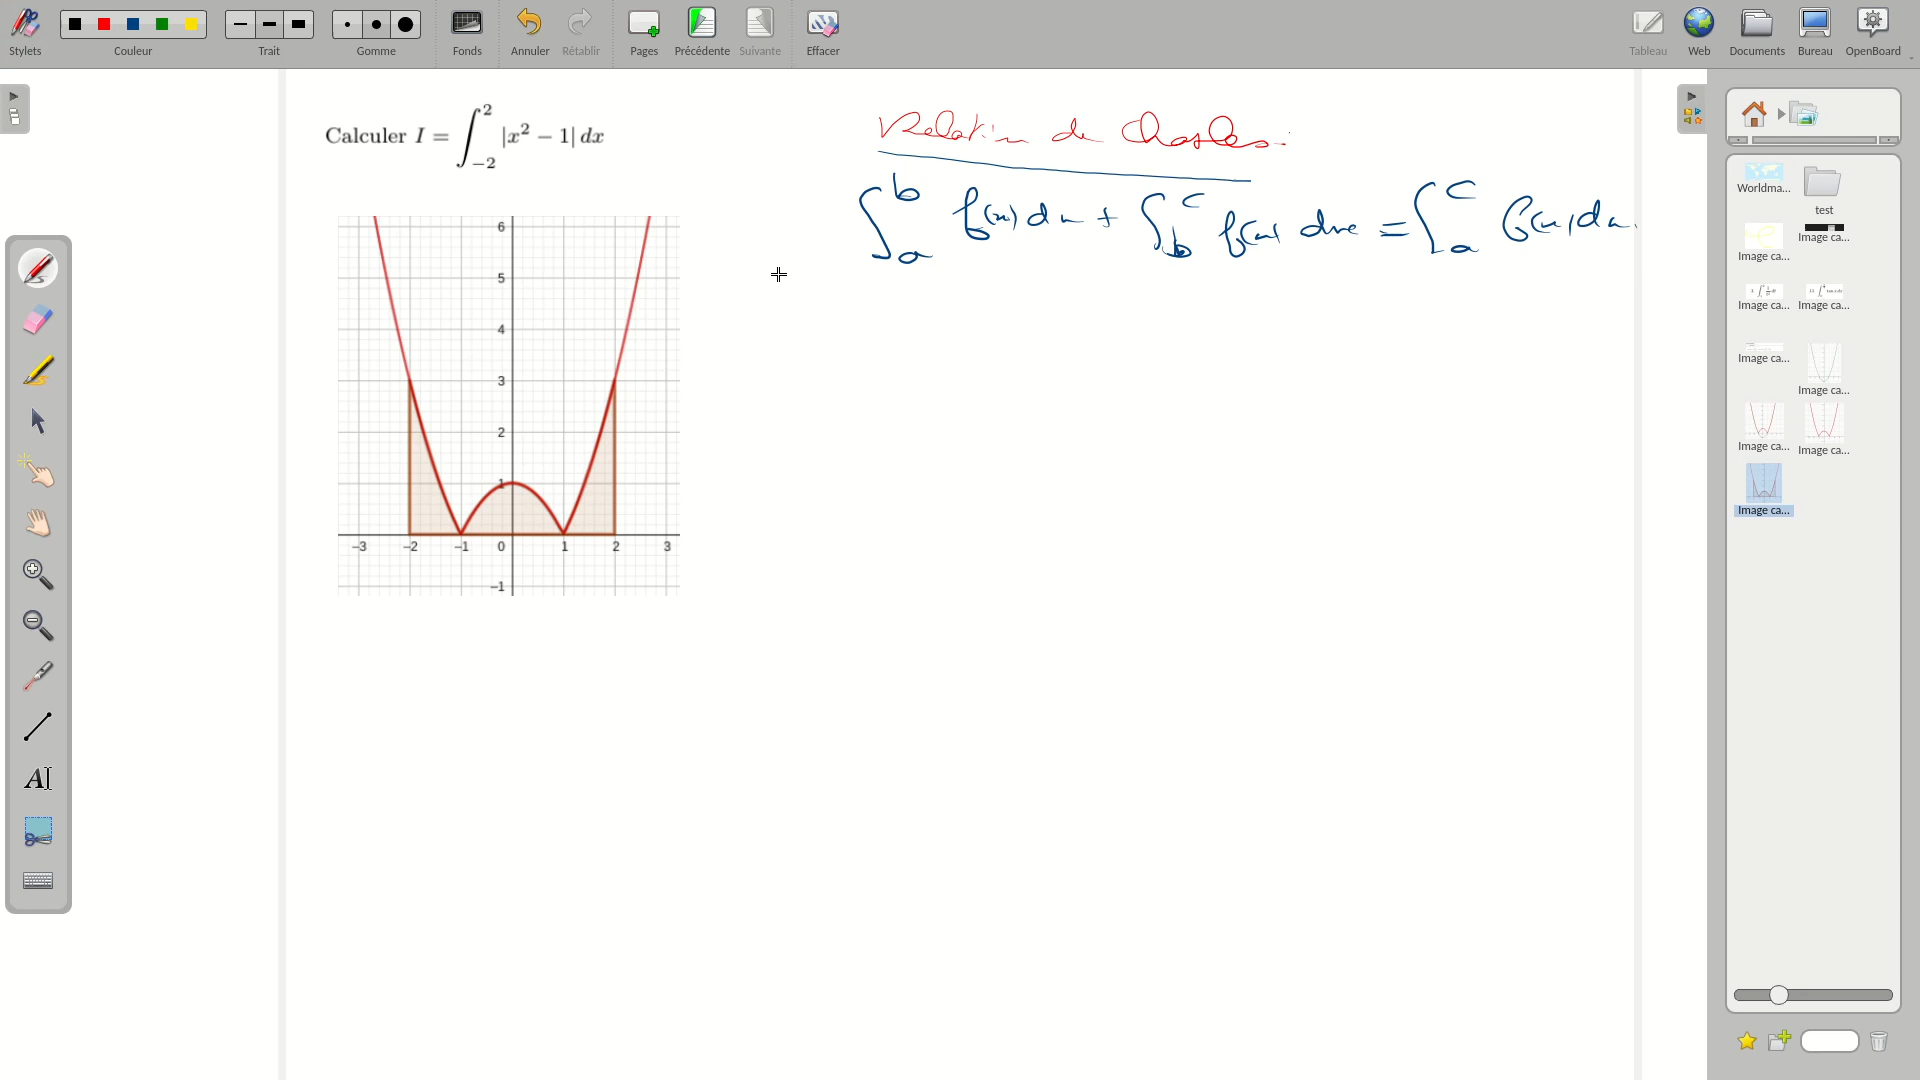 Stylets Couleur Trait Gomme Fonds Annuler Rétablir Pages Précédente Suivante Effacer Tableau Web Documents Bureau OpenBoard
Calculer I = ∫_{-2}^{2} |x² − 1| dx
Relation de Chasles.
∫_a^b f(x) dx + ∫_b^c f(x) dx = ∫_a^c f(x) dx.
6
5
4
3
2
1
−3 −2 −1 0 1 2 3
−1
Worldma... test
Image ca... Image ca...
Image ca... Image ca...
Image ca... Image ca...
Image ca... Image ca...
Image ca...